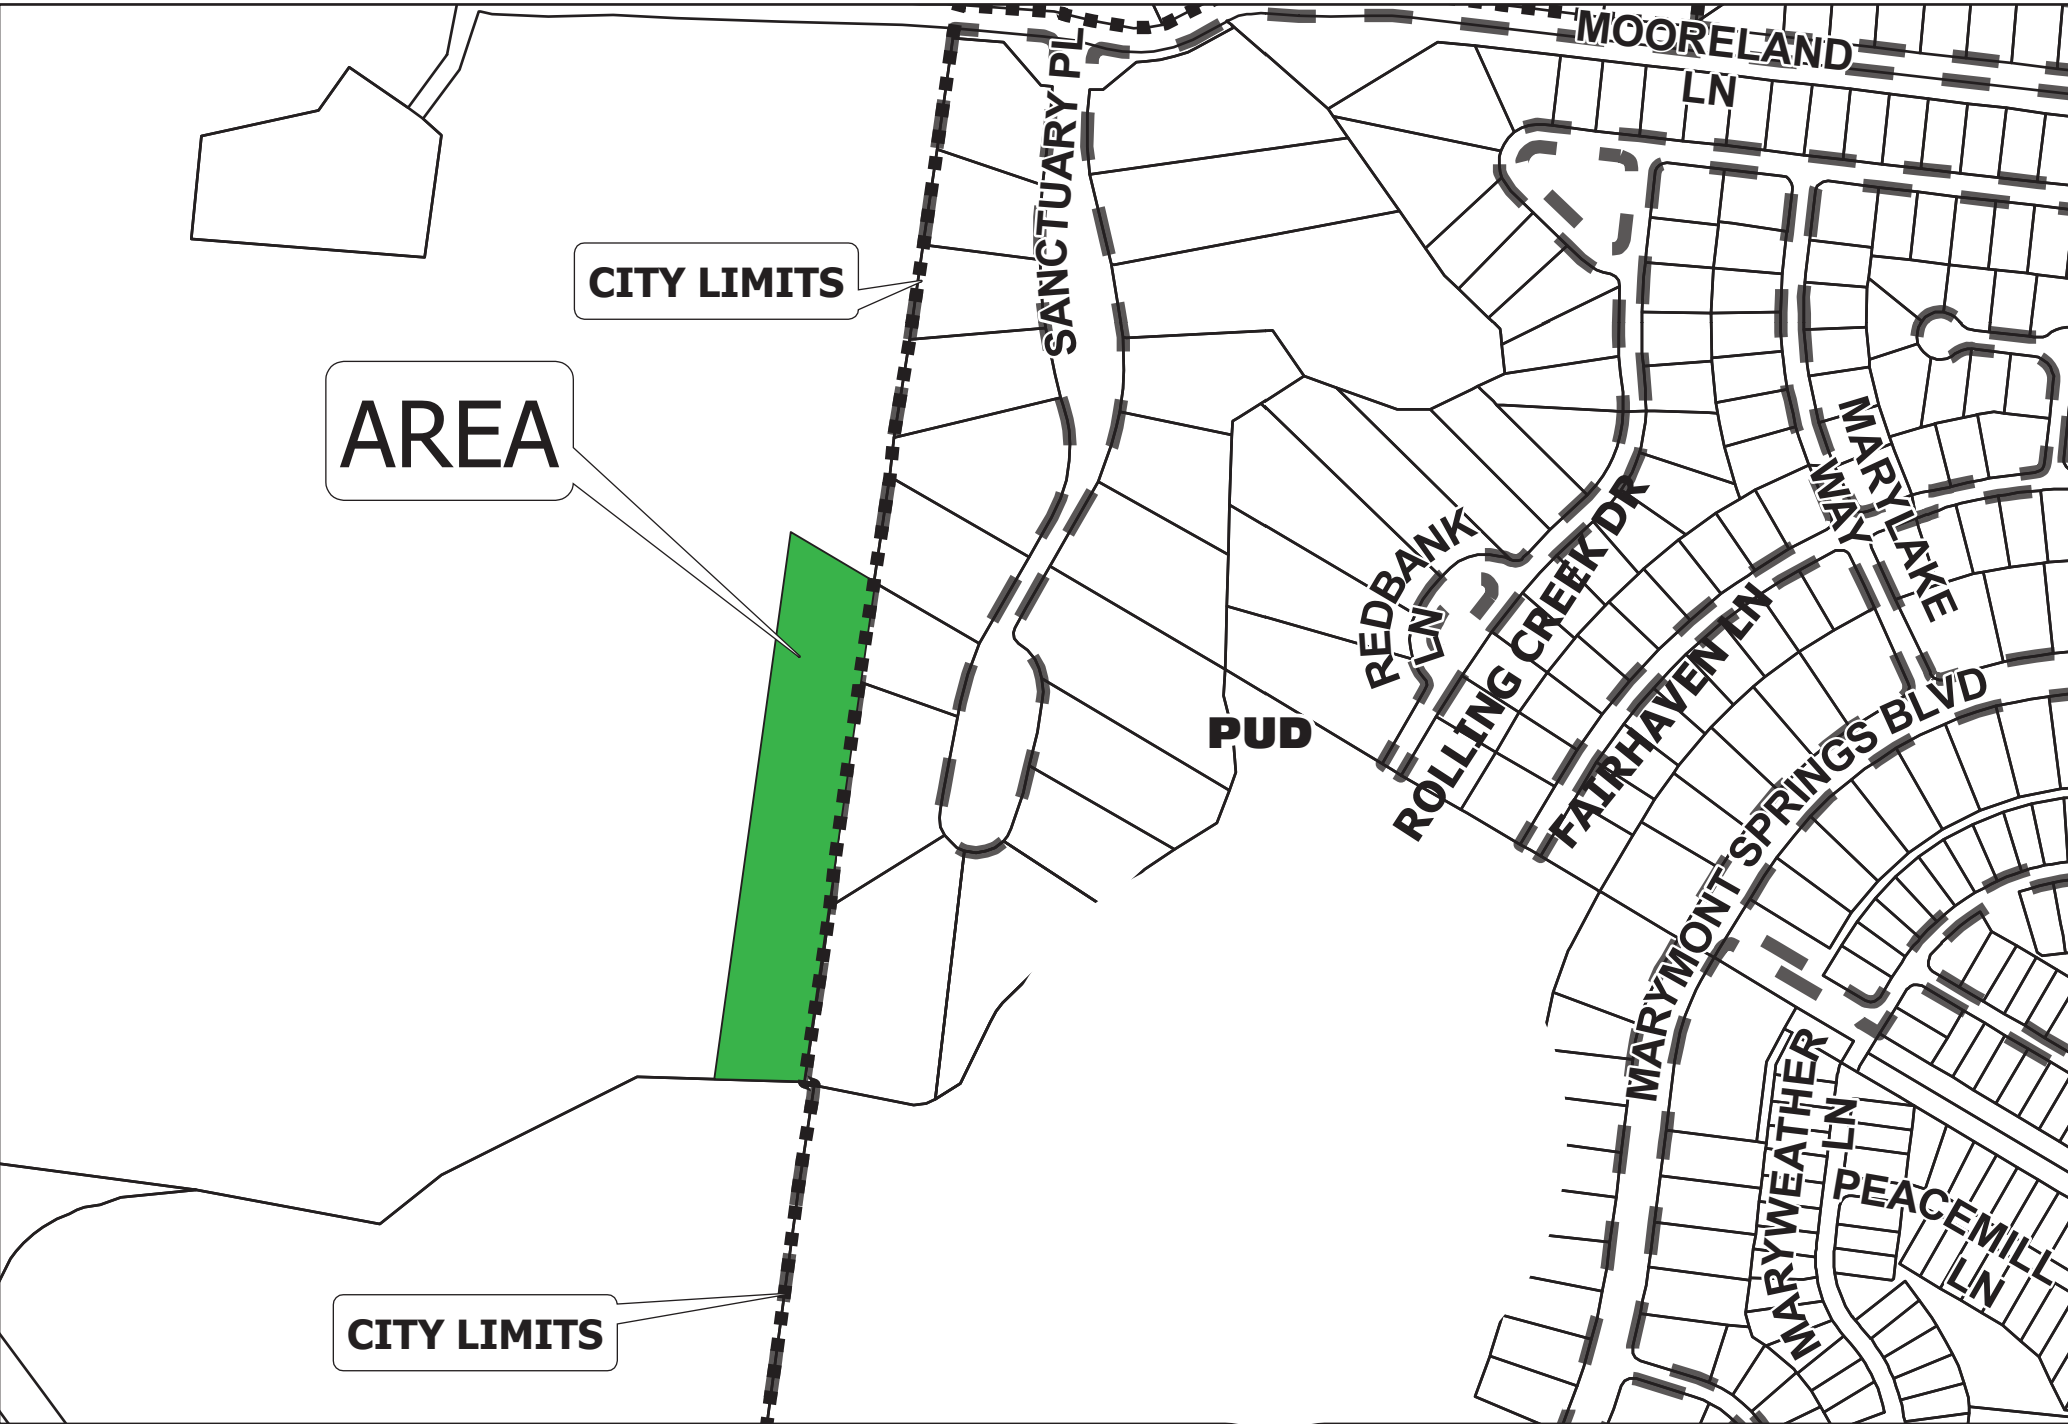 MOORELAND
LN
SANCTUARY PL
CITY LIMITS
AREA
MARYLAKE
WAY
REDBANK
LN
ROLLING CREEK DR
FAIRHAVEN LN
PUD
MARYMONT SPRINGS BLVD
MARYWEATHER
LN
PEACEMILL
LN
CITY LIMITS